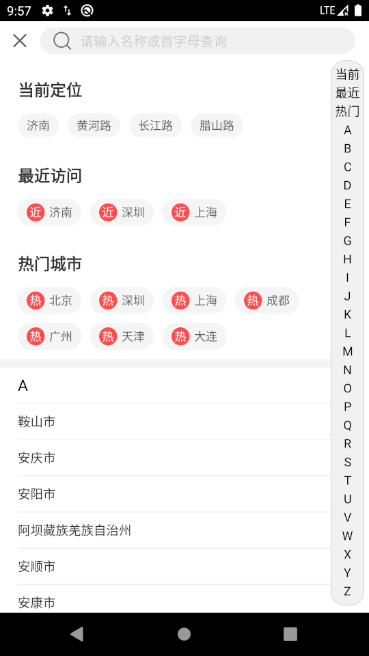 9:57 LTE
请输入名称或首字母查询
当前定位
济南 黄河路 长江路 腊山路
最近访问
近 济南 近 深圳 近 上海
热门城市
热 北京 热 深圳 热 上海 热 成都
热 广州 热 天津 热 大连
A
鞍山市
安庆市
安阳市
阿坝藏族羌族自治州
安顺市
安康市
当前
最近
热门
A
B
C
D
E
F
G
H
I
J
K
L
M
N
O
P
Q
R
S
T
U
V
W
X
Y
Z